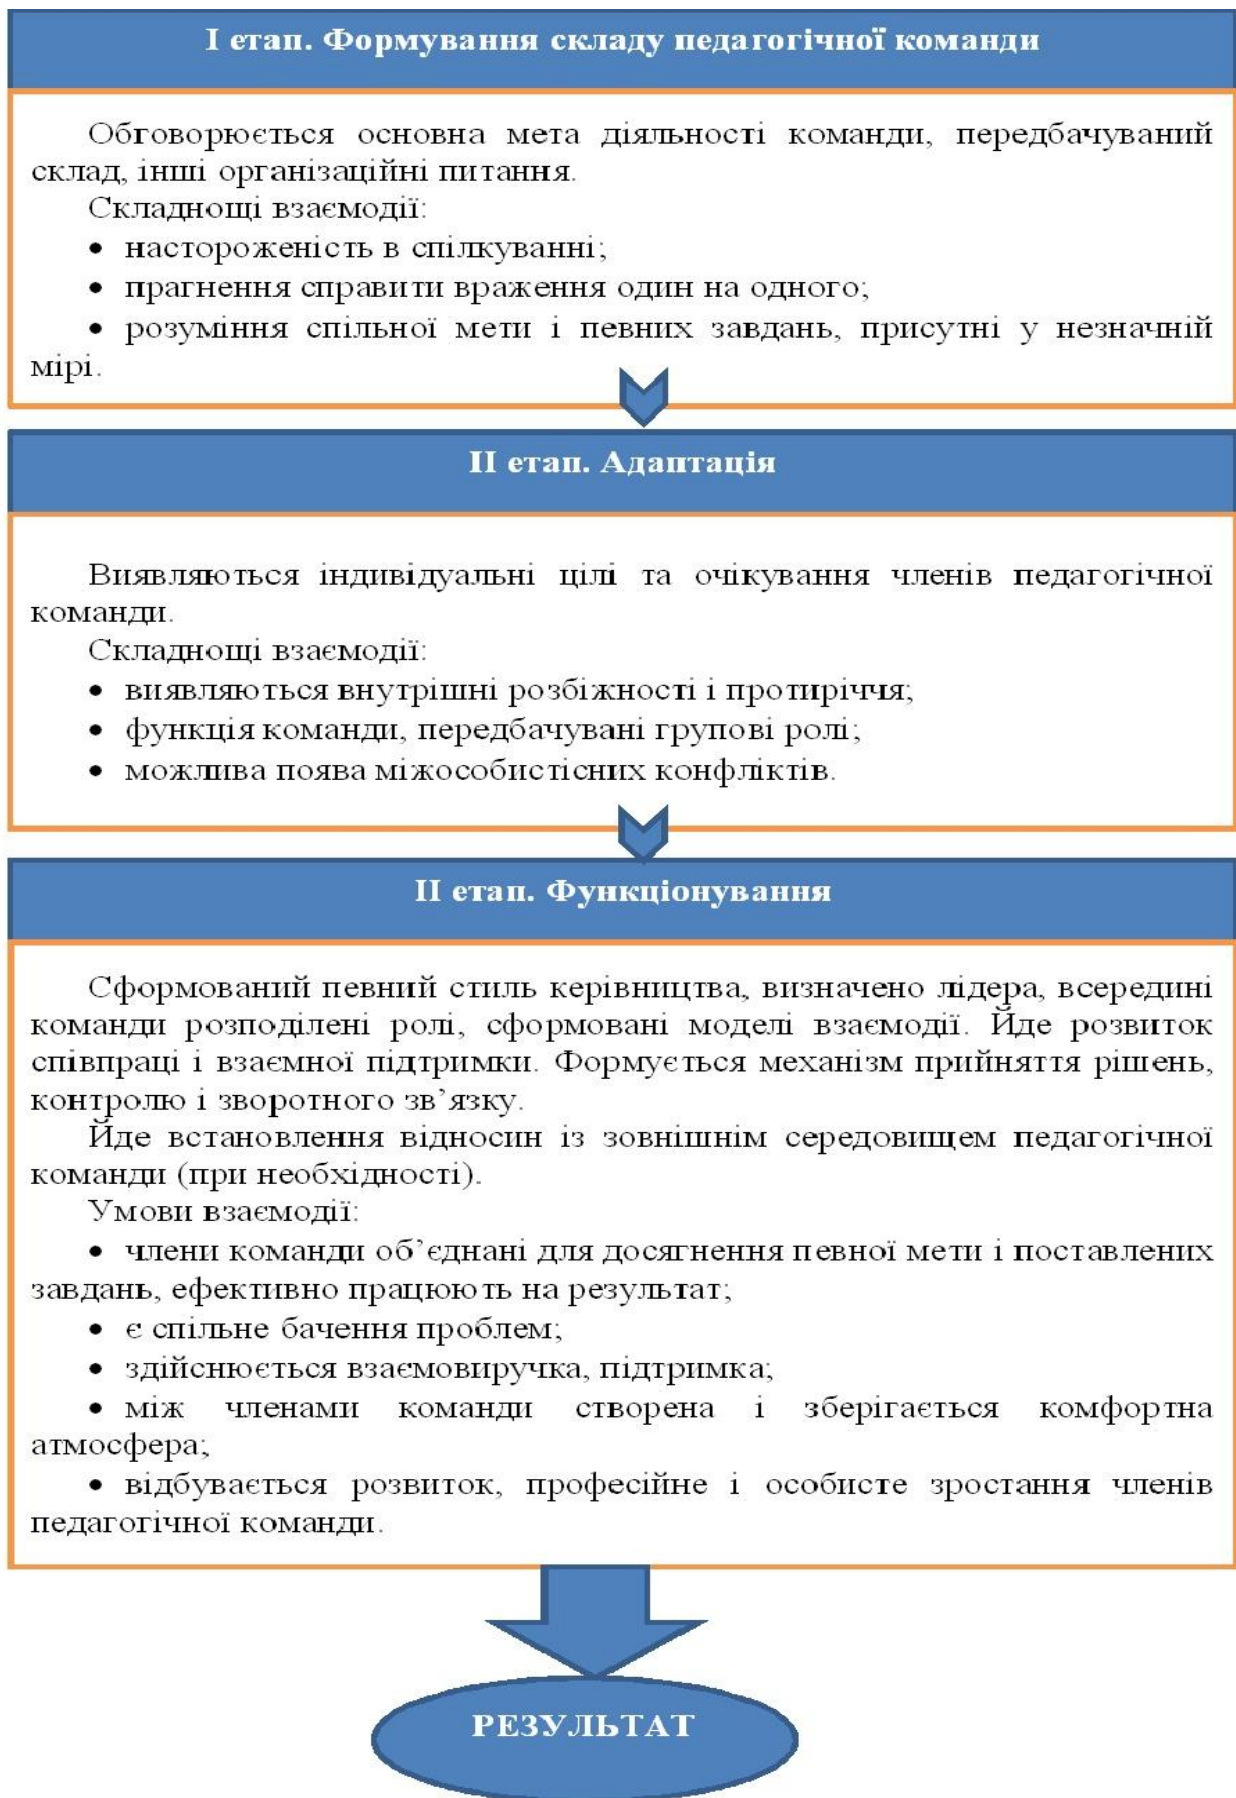 І етап. Формування складу педагогічної команди
Обговорюється основна мета діяльності команди, передбачуваний
склад, інші організаційні питання.
Складнощі взаємодії:
• настороженість в спілкуванні;
• прагнення справити враження один на одного;
• розуміння спільної мети і певних завдань, присутні у незначній
мірі.
ІІ етап. Адаптація
Виявляються індивідуальні цілі та очікування членів педагогічної
команди.
Складнощі взаємодії:
• виявляються внутрішні розбіжності і протиріччя;
• функція команди, передбачувані групові ролі;
• можлива поява міжособистісних конфліктів.
ІІ етап. Функціонування
Сформований певний стиль керівництва, визначено лідера, всередині
команди розподілені ролі, сформовані моделі взаємодії. Йде розвиток
співпраці і взаємної підтримки. Формується механізм прийняття рішень,
контролю і зворотного зв’язку.
Йде встановлення відносин із зовнішнім середовищем педагогічної
команди (при необхідності).
Умови взаємодії:
• члени команди об’єднані для досягнення певної мети і поставлених
завдань, ефективно працюють на результат;
• є спільне бачення проблем;
• здійснюється взаємовиручка, підтримка;
• між членами команди створена і зберігається комфортна
атмосфера;
• відбувається розвиток, професійне і особисте зростання членів
педагогічної команди.
РЕЗУЛЬТАТ